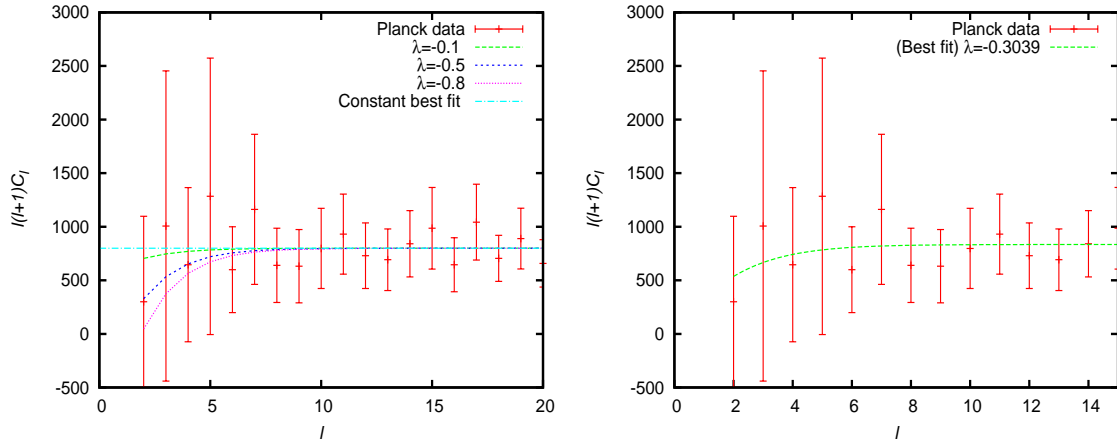 3000
2500
2000
1500
1000
500
0
-500
l(l+1)C_l
0
5
10
15
20
l
Planck data
λ=-0.1
λ=-0.5
λ=-0.8
Constant best fit
3000
2500
2000
1500
1000
500
0
-500
l(l+1)C_l
0
2
4
6
8
10
12
14
l
Planck data
(Best fit) λ=-0.3039